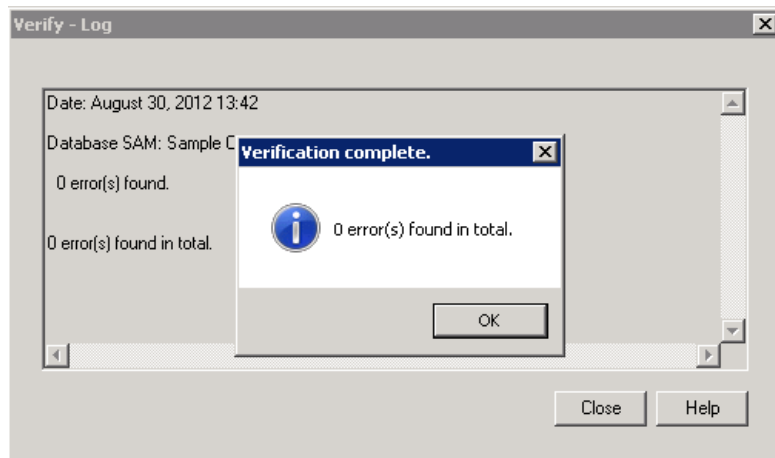 Verify - Log
Date: August 30, 2012 13:42
Database SAM: Sample
0 error(s) found.
0 error(s) found in total.
Verification complete.
0 error(s) found in total.
OK
Close
Help